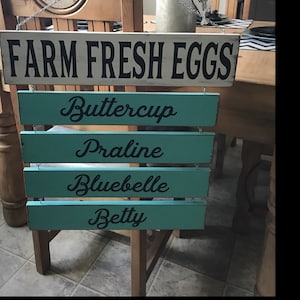 FARM FRESH EGGS
Buttercup
Praline
Bluebelle
Betty